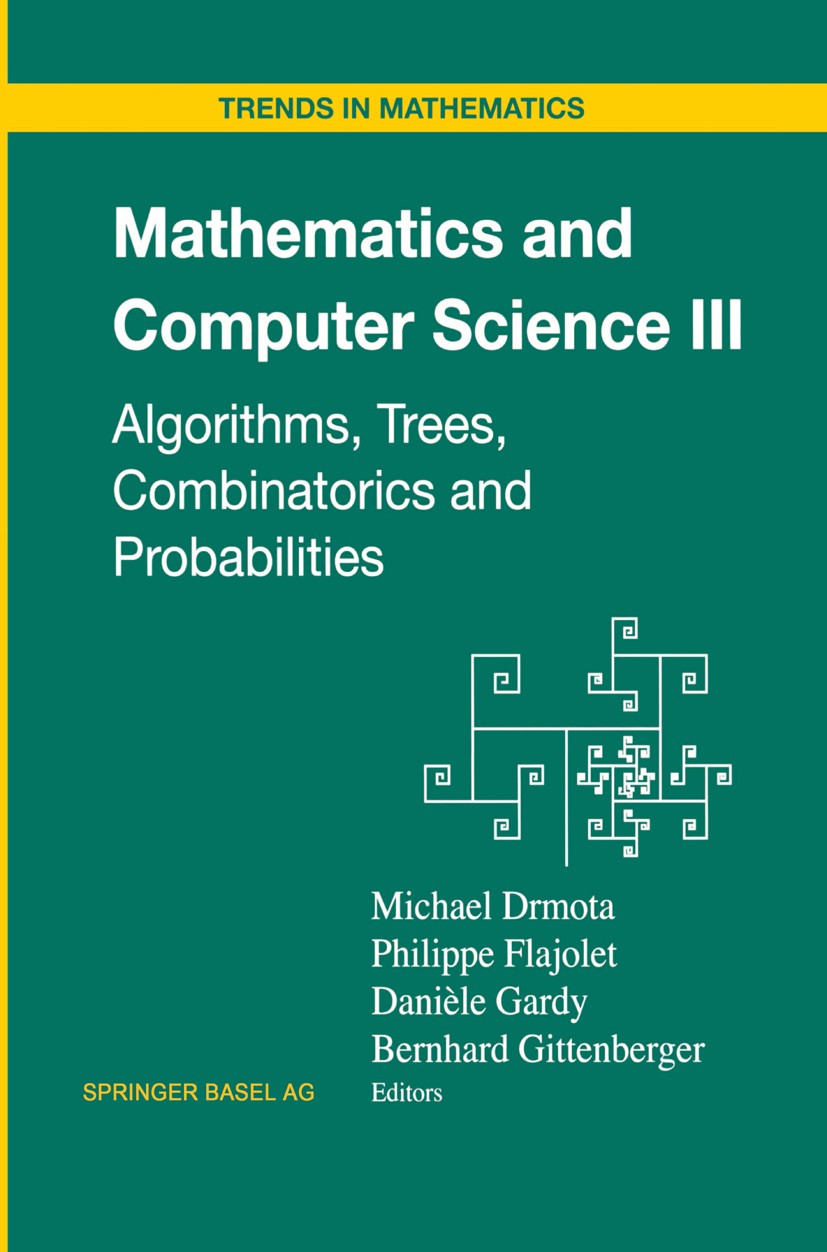 TRENDS IN MATHEMATICS
Mathematics and
Computer Science III
Algorithms, Trees,
Combinatorics and
Probabilities
Michael Drmota
Philippe Flajolet
Danièle Gardy
Bernhard Gittenberger
SPRINGER BASEL AG
Editors